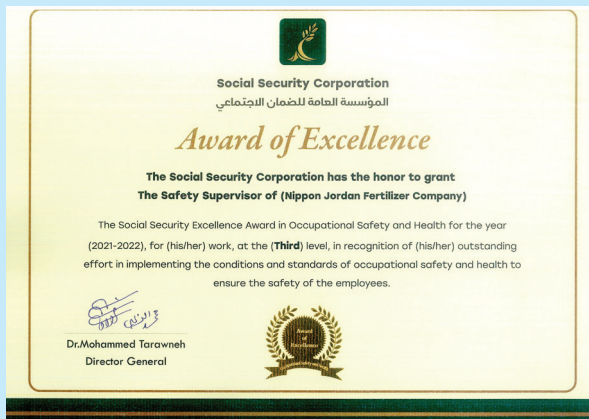 Social Security Corporation
المؤسسة العامة للضمان الاجتماعي
Award of Excellence
The Social Security Corporation has the honor to grant
The Safety Supervisor of (Nippon Jordan Fertilizer Company)
The Social Security Excellence Award in Occupational Safety and Health for the year
(2021-2022), for (his/her) work, at the (Third) level, in recognition of (his/her) outstanding
effort in implementing the conditions and standards of occupational safety and health to
ensure the safety of the employees.
Dr.Mohammed Tarawneh
Director General
Award
of
Excellence